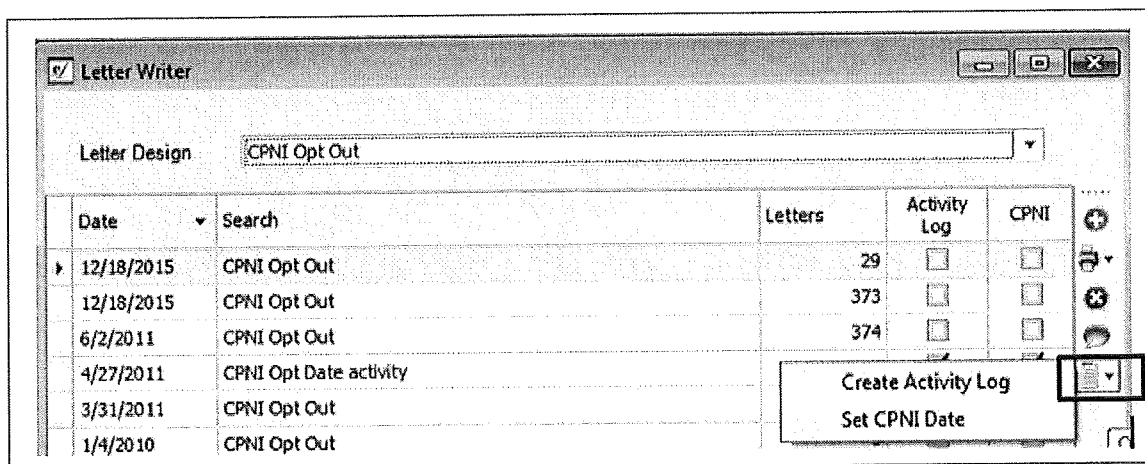 Letter Writer
Letter Design CPNI Opt Out
Date Search Letters Activity Log CPNI
12/18/2015 CPNI Opt Out 29
12/18/2015 CPNI Opt Out 373
6/2/2011 CPNI Opt Out 374
4/27/2011 CPNI Opt Date activity
Create Activity Log
3/31/2011 CPNI Opt Out
Set CPNI Date
1/4/2010 CPNI Opt Out